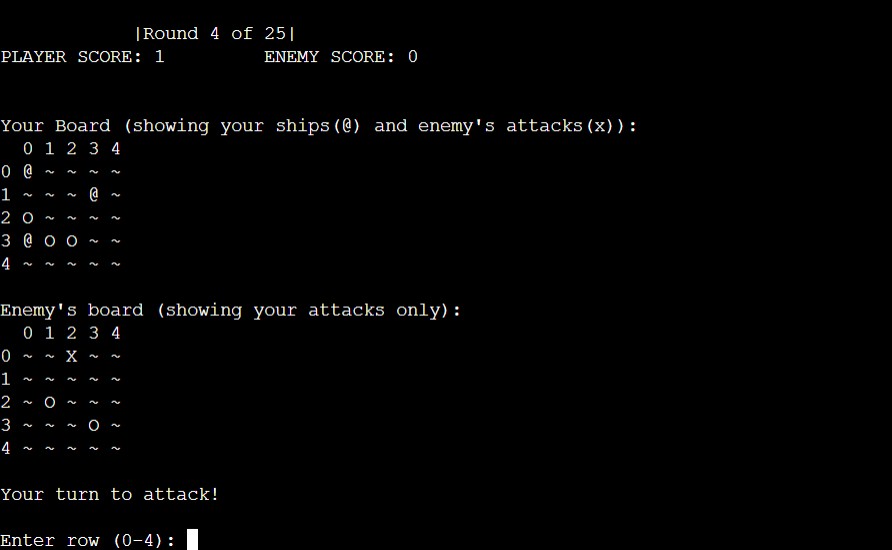 |Round 4 of 25|
PLAYER SCORE: 1 ENEMY SCORE: 0
Your Board (showing your ships(@) and enemy's attacks(x)):
0 1 2 3 4
0 @ ~ ~ ~ ~
1 ~ ~ ~ @ ~
2 O ~ ~ ~ ~
3 @ O O ~ ~
4 ~ ~ ~ ~ ~
Enemy's board (showing your attacks only):
0 1 2 3 4
0 ~ ~ X ~ ~
1 ~ ~ ~ ~ ~
2 ~ O ~ ~ ~
3 ~ ~ ~ O ~
4 ~ ~ ~ ~ ~
Your turn to attack!
Enter row (0-4):